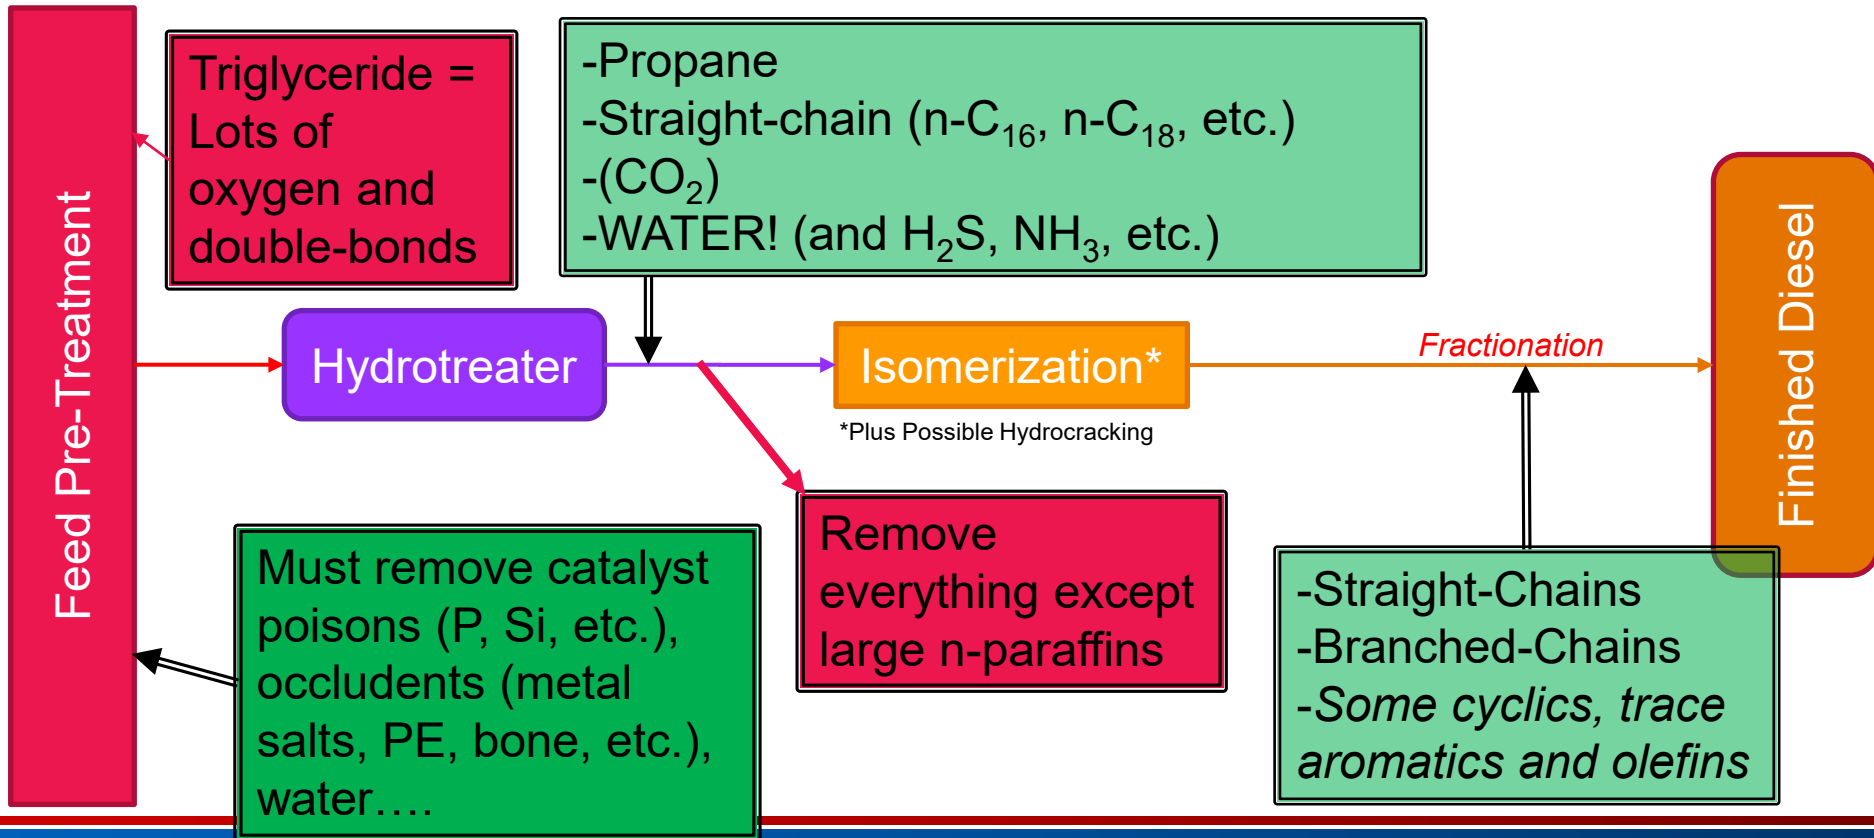 Feed Pre-Treatment
Triglyceride =
Lots of
oxygen and
double-bonds
-Propane
-Straight-chain (n-C₁₆, n-C₁₈, etc.)
-(CO₂)
-WATER! (and H₂S, NH₃, etc.)
Hydrotreater
Isomerization*
*Plus Possible Hydrocracking
Fractionation
Finished Diesel
Must remove catalyst
poisons (P, Si, etc.),
occludents (metal
salts, PE, bone, etc.),
water….
Remove
everything except
large n-paraffins
-Straight-Chains
-Branched-Chains
-Some cyclics, trace
aromatics and olefins